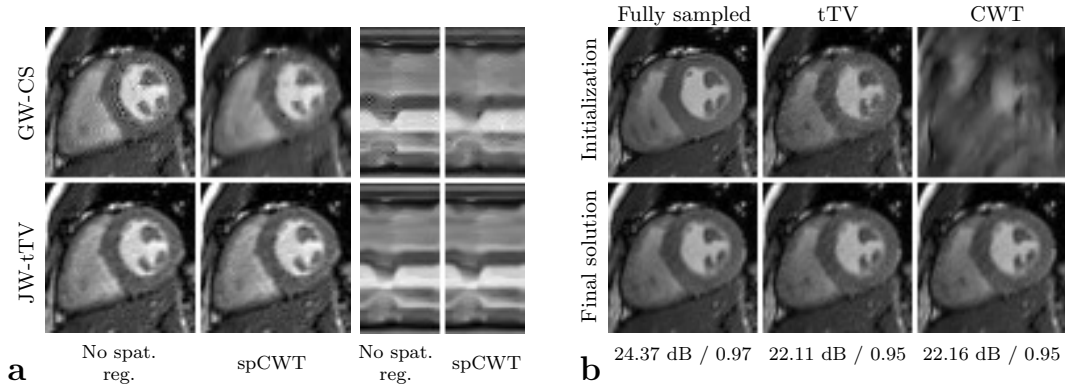 Fully sampled
tTV
CWT
GW-CS
JW-tTV
No spat.
reg.
spCWT
No spat.
reg.
spCWT
a
Initialization
Final solution
24.37 dB / 0.97
22.11 dB / 0.95
22.16 dB / 0.95
b